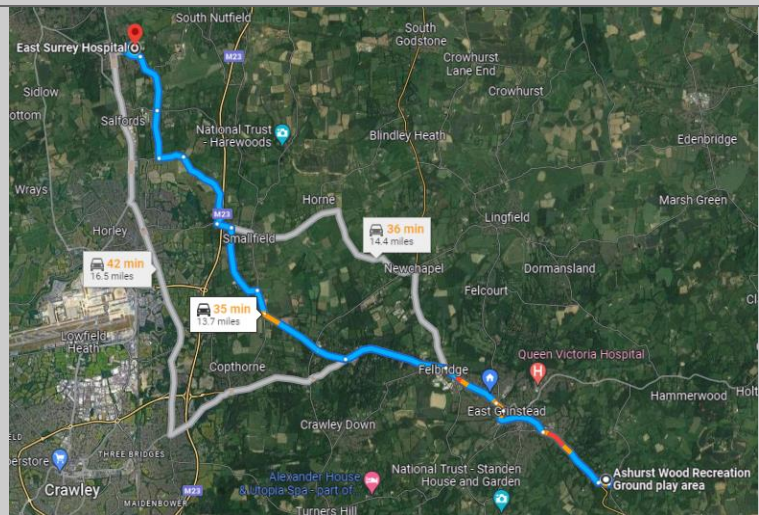 South Nutfield
South
Godstone
East Surrey Hospital
M23
Crowhurst
Lane End
Sidlow
Crowhurst
ottom
Salfords
National Trust
- Harewoods
Blindley Heath
Edenbridge
Wrays
Horne
Marsh Green
M23
Lingfield
Horley
Smallfield
36 min
14.4 miles
42 min
16.5 miles
Newchapel
Dormansland
Felcourt
35 min
13.7 miles
Lowfield
Heath
Queen Victoria Hospital
Copthorne
Felbridge
Hammerwood
Holt
East Grinstead
Crawley Down
THREE BRIDGES
perstore
Alexander House
& Utopia Spa - part of...
National Trust - Standen
House and Garden
Ashurst Wood Recreation
Ground play area
Crawley
M23
MAIDENBOWER
Turners Hill